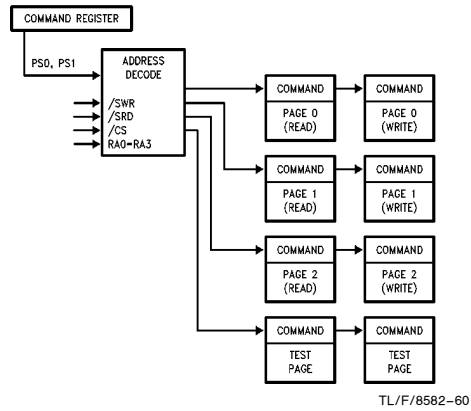 COMMAND REGISTER
PS0, PS1
ADDRESS
DECODE
/SWR
/SRD
/CS
RA0-RA3
COMMAND
PAGE 0
(READ)
COMMAND
PAGE 0
(WRITE)
COMMAND
PAGE 1
(READ)
COMMAND
PAGE 1
(WRITE)
COMMAND
PAGE 2
(READ)
COMMAND
PAGE 2
(WRITE)
COMMAND
TEST
PAGE
COMMAND
TEST
PAGE
TL/F/8582-60